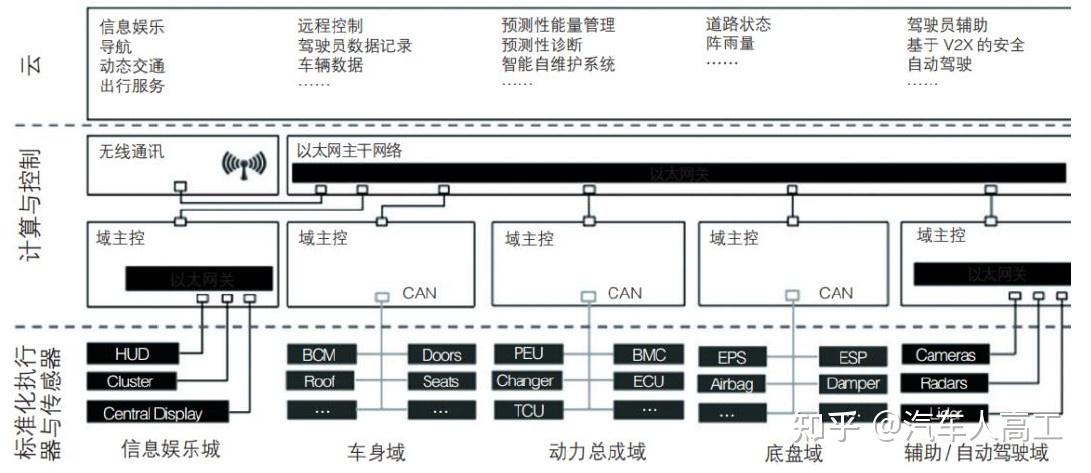 云
信息娱乐
导航
动态交通
出行服务
远程控制
驾驶员数据记录
车辆数据
……
预测性能量管理
预测性诊断
智能自维护系统
……
道路状态
阵雨量
……
驾驶员辅助
基于 V2X 的安全
自动驾驶
……
计算与控制
无线通讯
以太网主干网络
以太网关
域主控
以太网关
域主控
CAN
域主控
CAN
域主控
CAN
域主控
以太网关
标准化执行
器与传感器
HUD
Cluster
Central Display
信息娱乐城
BCM
Doors
Roof
Seats
…
…
车身域
PEU
BMC
Changer
ECU
TCU
…
动力总成域
EPS
ESP
Airbag
Damper
…
…
底盘域
Cameras
Radars
Lidar
辅助/自动驾驶域
知乎 @汽车人高工